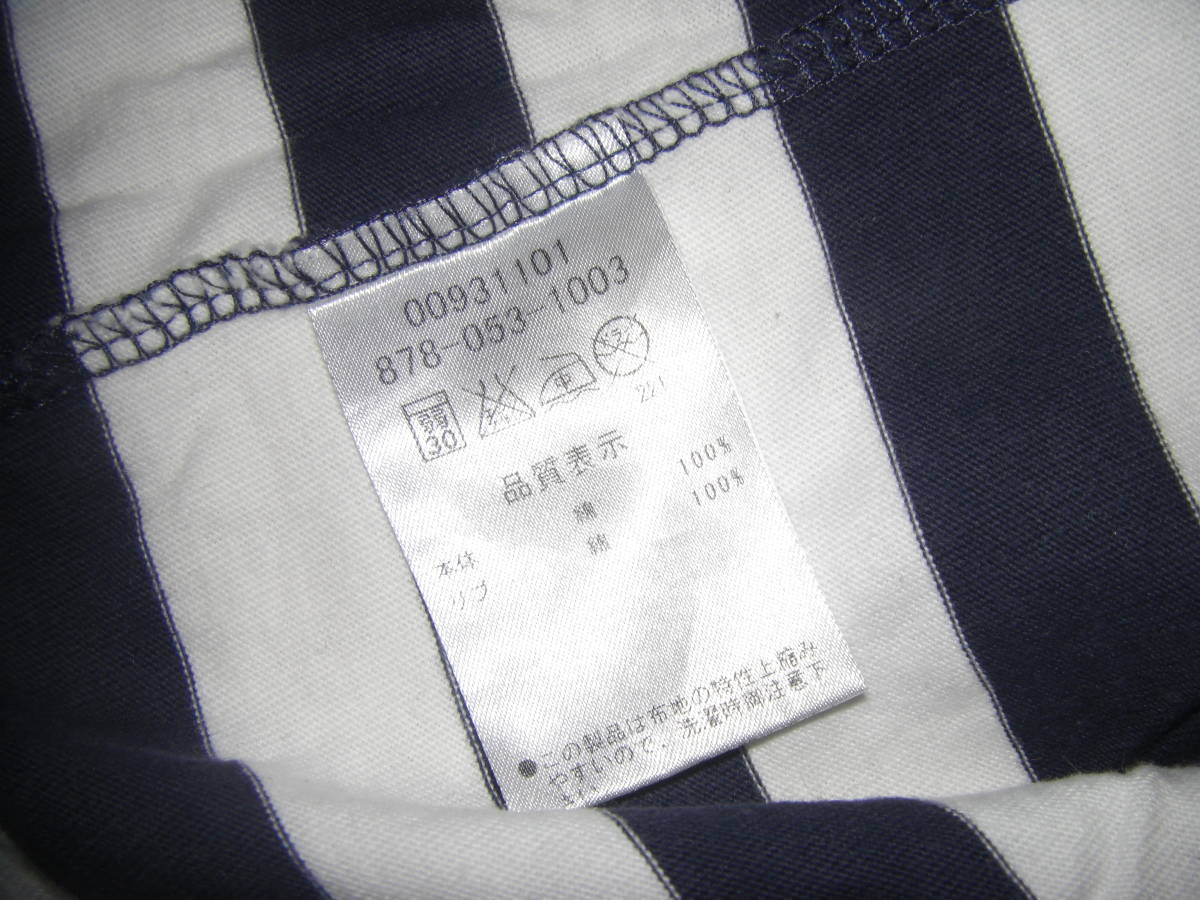 00931101
878-053-1003
30
品質表示
本体 綿 100%
リブ 綿 100%
●この製品は布地の特性上縮み
やすいので、洗濯時御注意下
さい